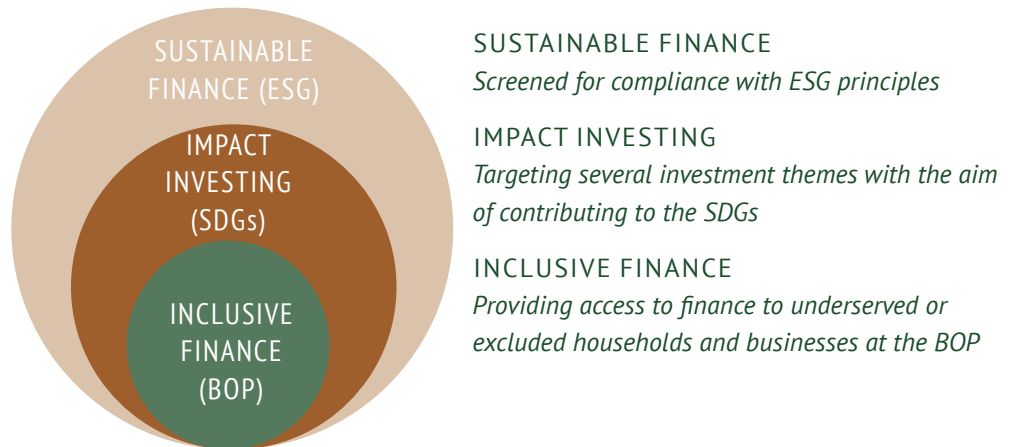 SUSTAINABLE
FINANCE (ESG)
IMPACT
INVESTING
(SDGs)
INCLUSIVE
FINANCE
(BOP)
SUSTAINABLE FINANCE
Screened for compliance with ESG principles
IMPACT INVESTING
Targeting several investment themes with the aim
of contributing to the SDGs
INCLUSIVE FINANCE
Providing access to finance to underserved or
excluded households and businesses at the BOP